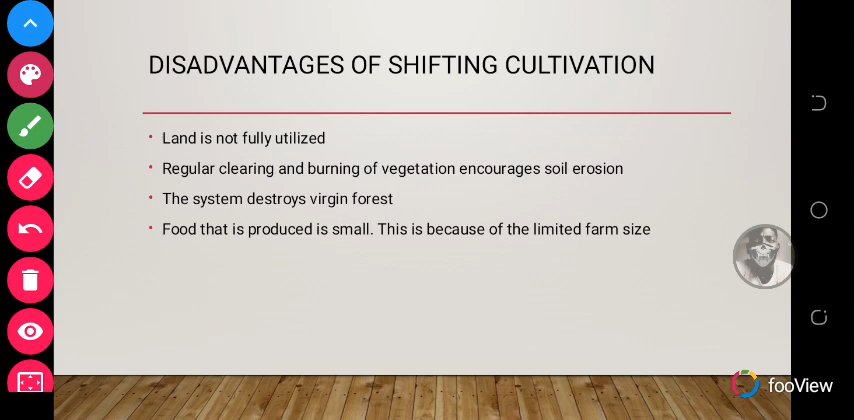 DISADVANTAGES OF SHIFTING CULTIVATION
• Land is not fully utilized
• Regular clearing and burning of vegetation encourages soil erosion
• The system destroys virgin forest
• Food that is produced is small. This is because of the limited farm size
fooView